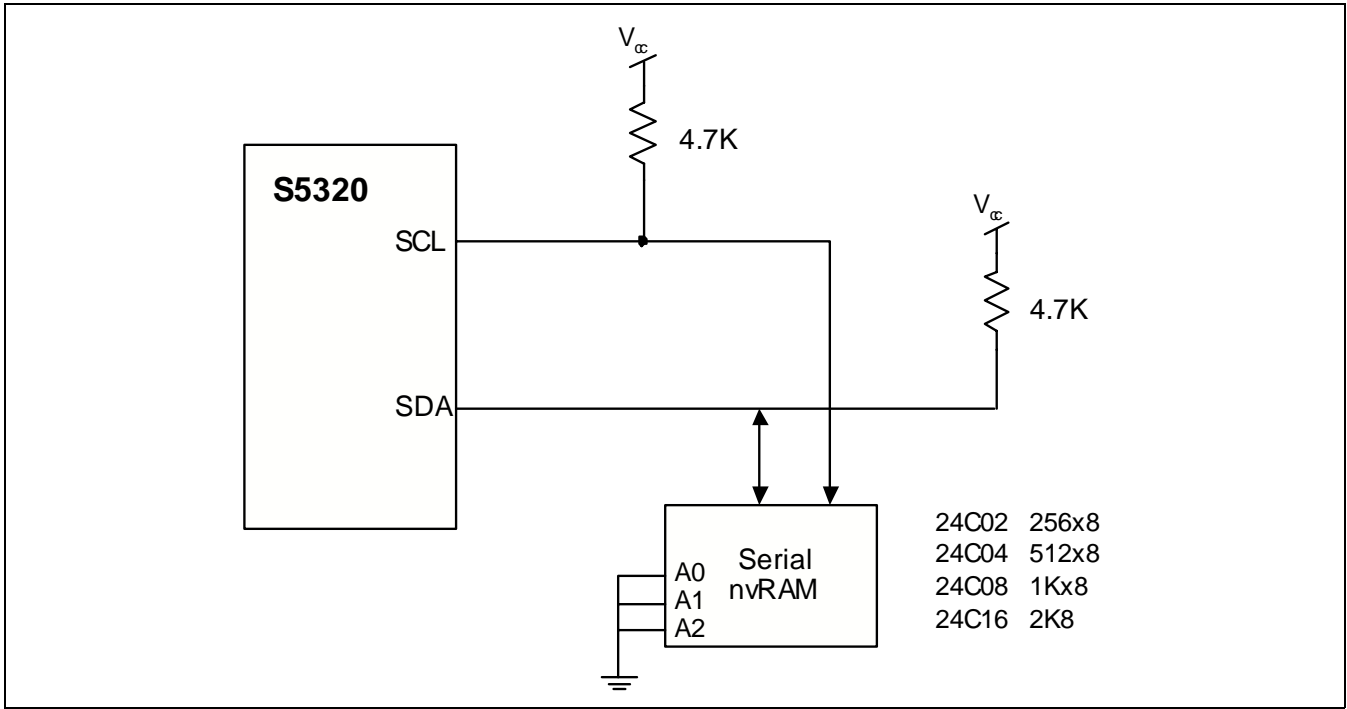 Vcc
4.7K
S5320
Vcc
SCL
4.7K
SDA
24C02 256x8
Serial
24C04 512x8
A0
nvRAM
24C08 1Kx8
A1
24C16 2K8
A2